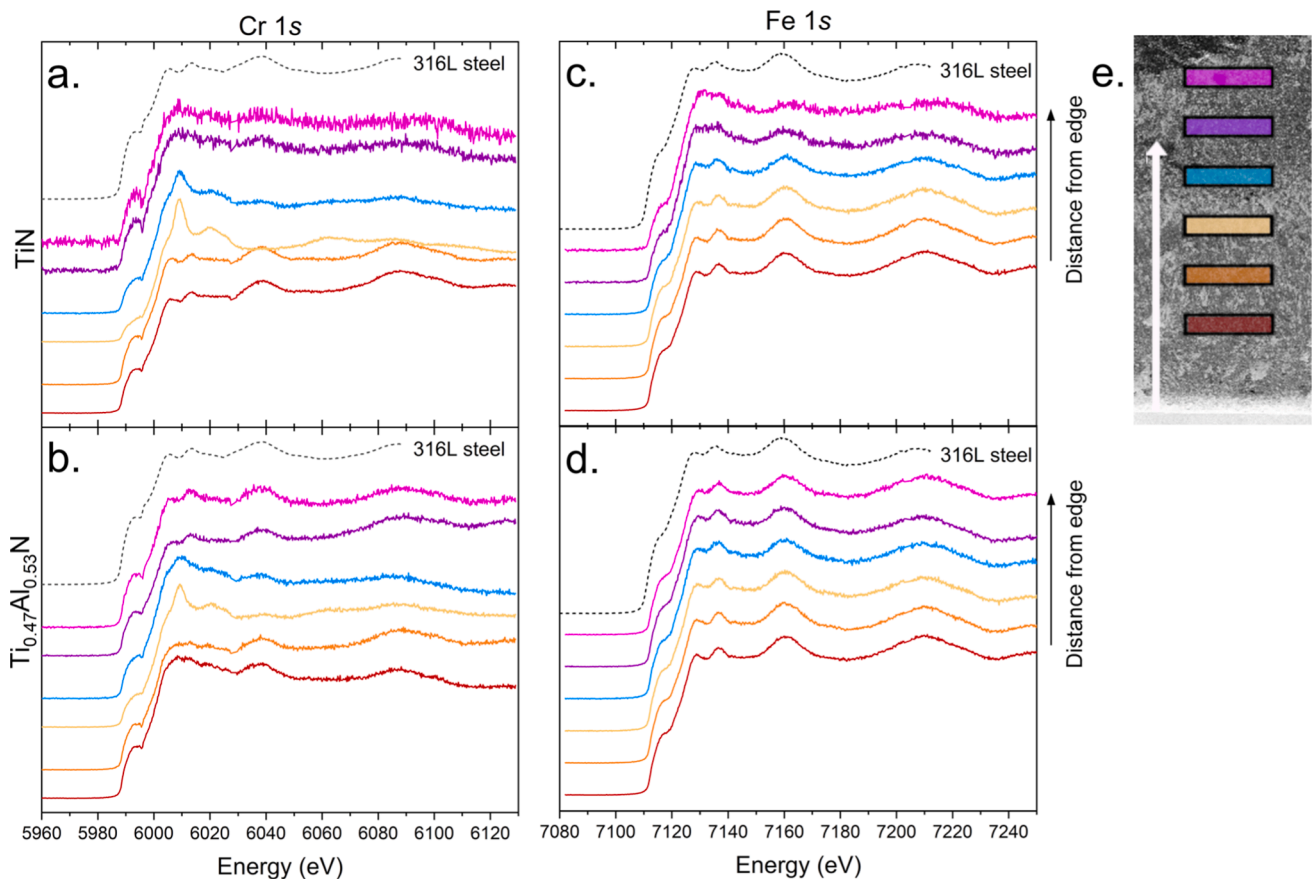 Cr 1s
Fe 1s
a.
316L steel
c.
316L steel
e.
TiN
Distance from edge
b.
316L steel
d.
316L steel
Ti0.47Al0.53N
Distance from edge
5960 5980 6000 6020 6040 6060 6080 6100 6120
7080 7100 7120 7140 7160 7180 7200 7220 7240
Energy (eV)
Energy (eV)